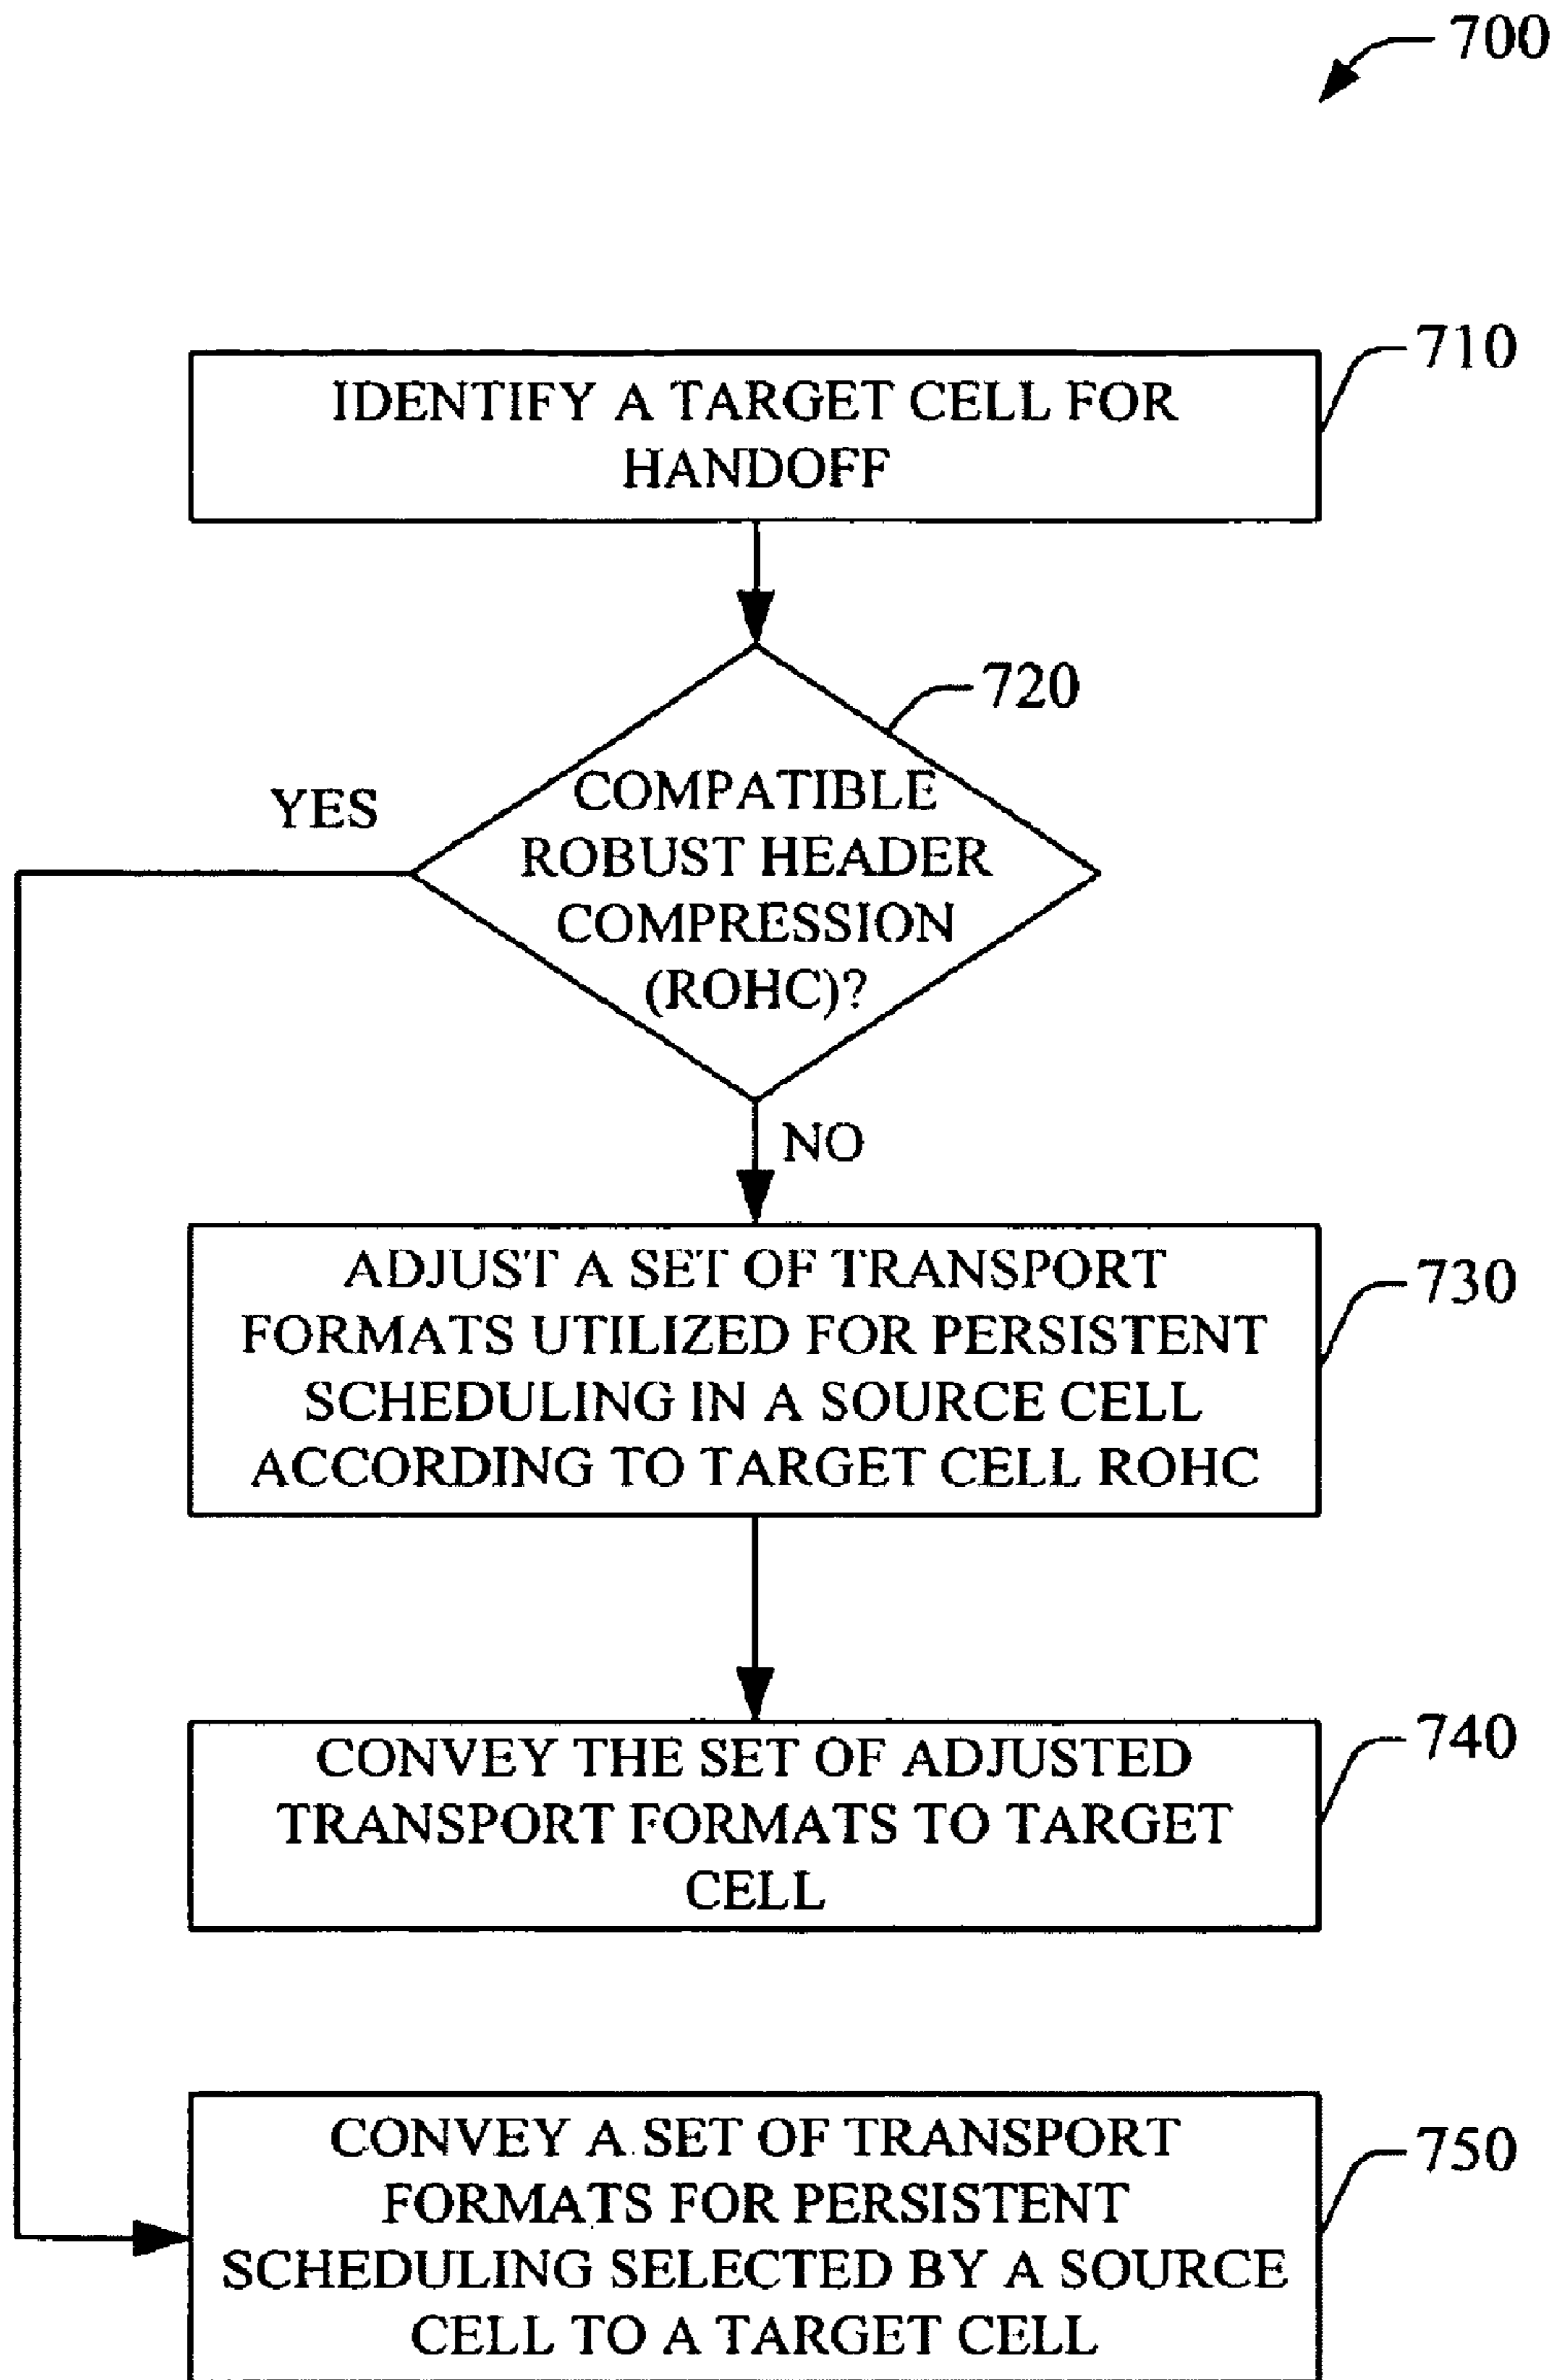 700
710
IDENTIFY A TARGET CELL FOR
HANDOFF
720
YES
COMPATIBLE
ROBUST HEADER
COMPRESSION
(ROHC)?
NO
ADJUST A SET OF TRANSPORT
FORMATS UTILIZED FOR PERSISTENT
SCHEDULING IN A SOURCE CELL
ACCORDING TO TARGET CELL ROHC
730
CONVEY THE SET OF ADJUSTED
TRANSPORT FORMATS TO TARGET
CELL
740
CONVEY A SET OF TRANSPORT
FORMATS FOR PERSISTENT
SCHEDULING SELECTED BY A SOURCE
CELL TO A TARGET CELL
750